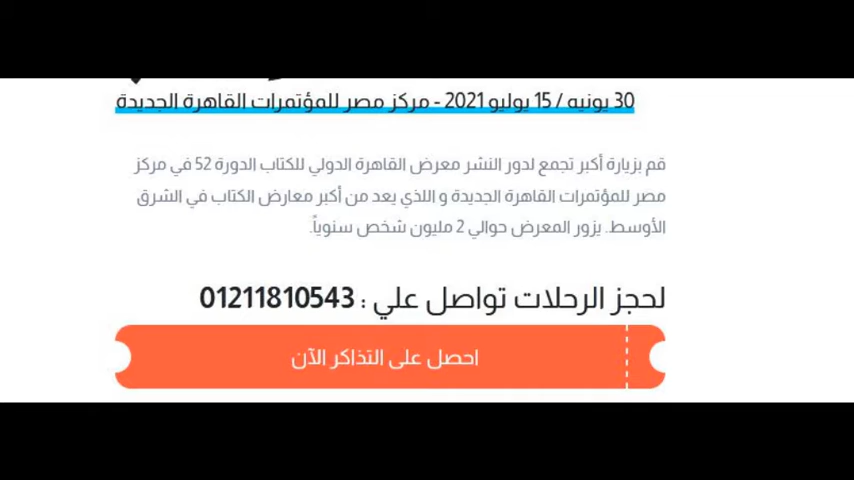 30 يونيه / 15 يوليو 2021 - مركز مصر للمؤتمرات القاهرة الجديدة
قم بزيارة أكبر تجمع لدور النشر معرض القاهرة الدولي للكتاب الدورة 52 في مركز
مصر للمؤتمرات القاهرة الجديدة و اللذي يعد من أكبر معارض الكتاب في الشرق
الأوسط. يزور المعرض حوالي 2 مليون شخص سنوياً.
لحجز الرحلات تواصل علي : 01211810543
احصل على التذاكر الآن